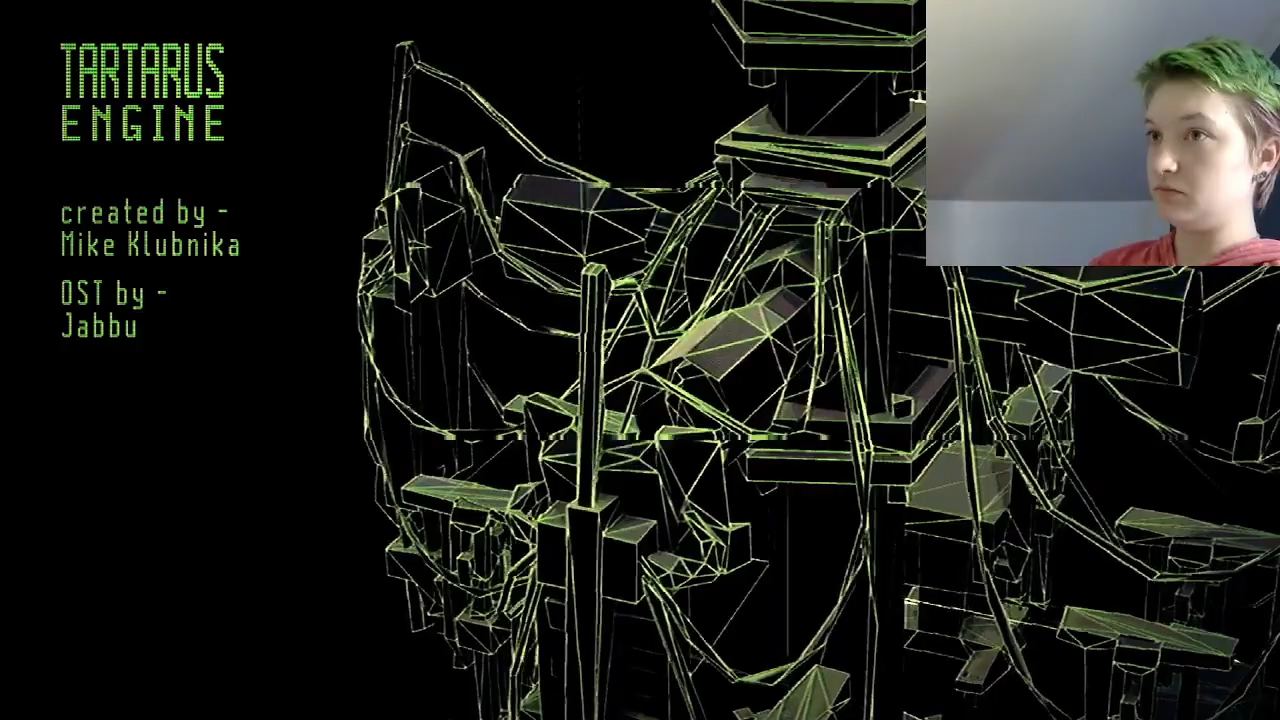 TARTARUS
ENGINE
created by -
Mike Klubnika
OST by -
Jabbu